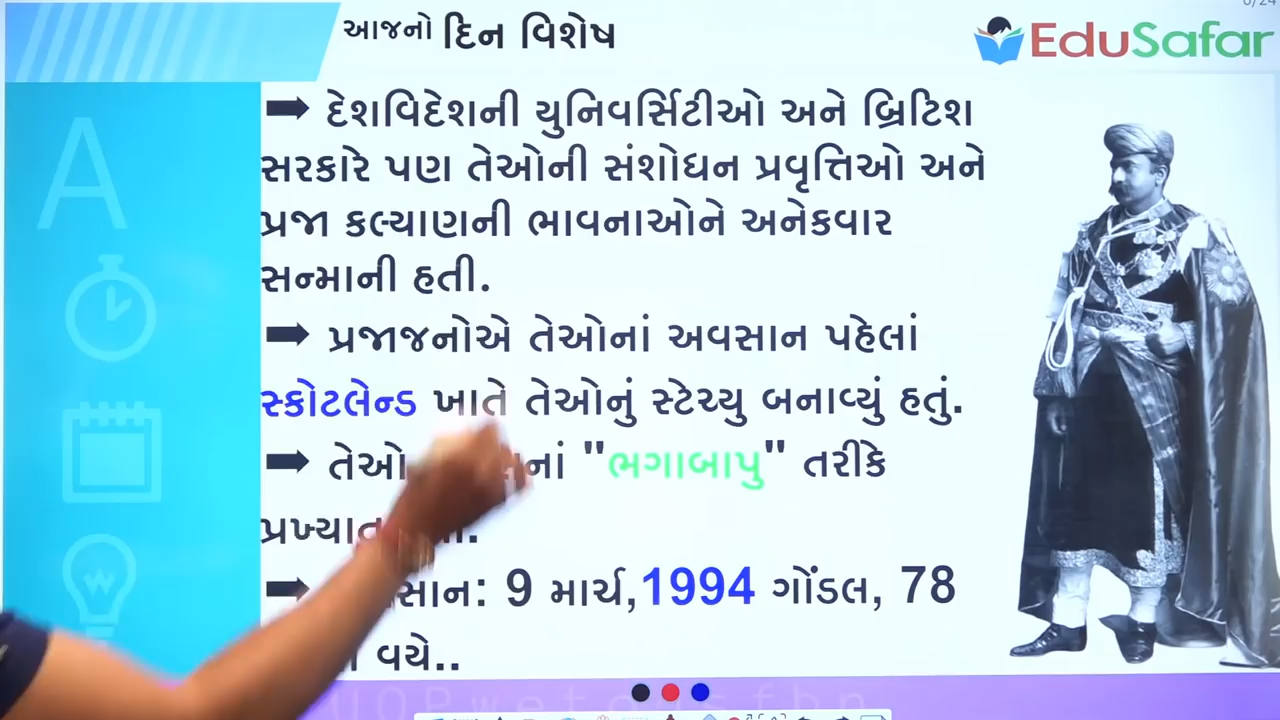 આજનો દિન વિશેષ
EduSafar
➡ દેશવિદેશની યુનિવર્સિટીઓ અને બ્રિટિશ
સરકારે પણ તેઓની સંશોધન પ્રવૃત્તિઓ અને
પ્રજા કલ્યાણની ભાવનાઓને અનેકવાર
સન્માની હતી.
➡ પ્રજાજનોએ તેઓનાં અવસાન પહેલાં
સ્કોટલેન્ડ ખાતે તેઓનું સ્ટેચ્યુ બનાવ્યું હતું.
➡ "ભગાબાપુ" તરીકે
➡ 9 માર્ચ,1994 ગોંડલ, 78
વયે..